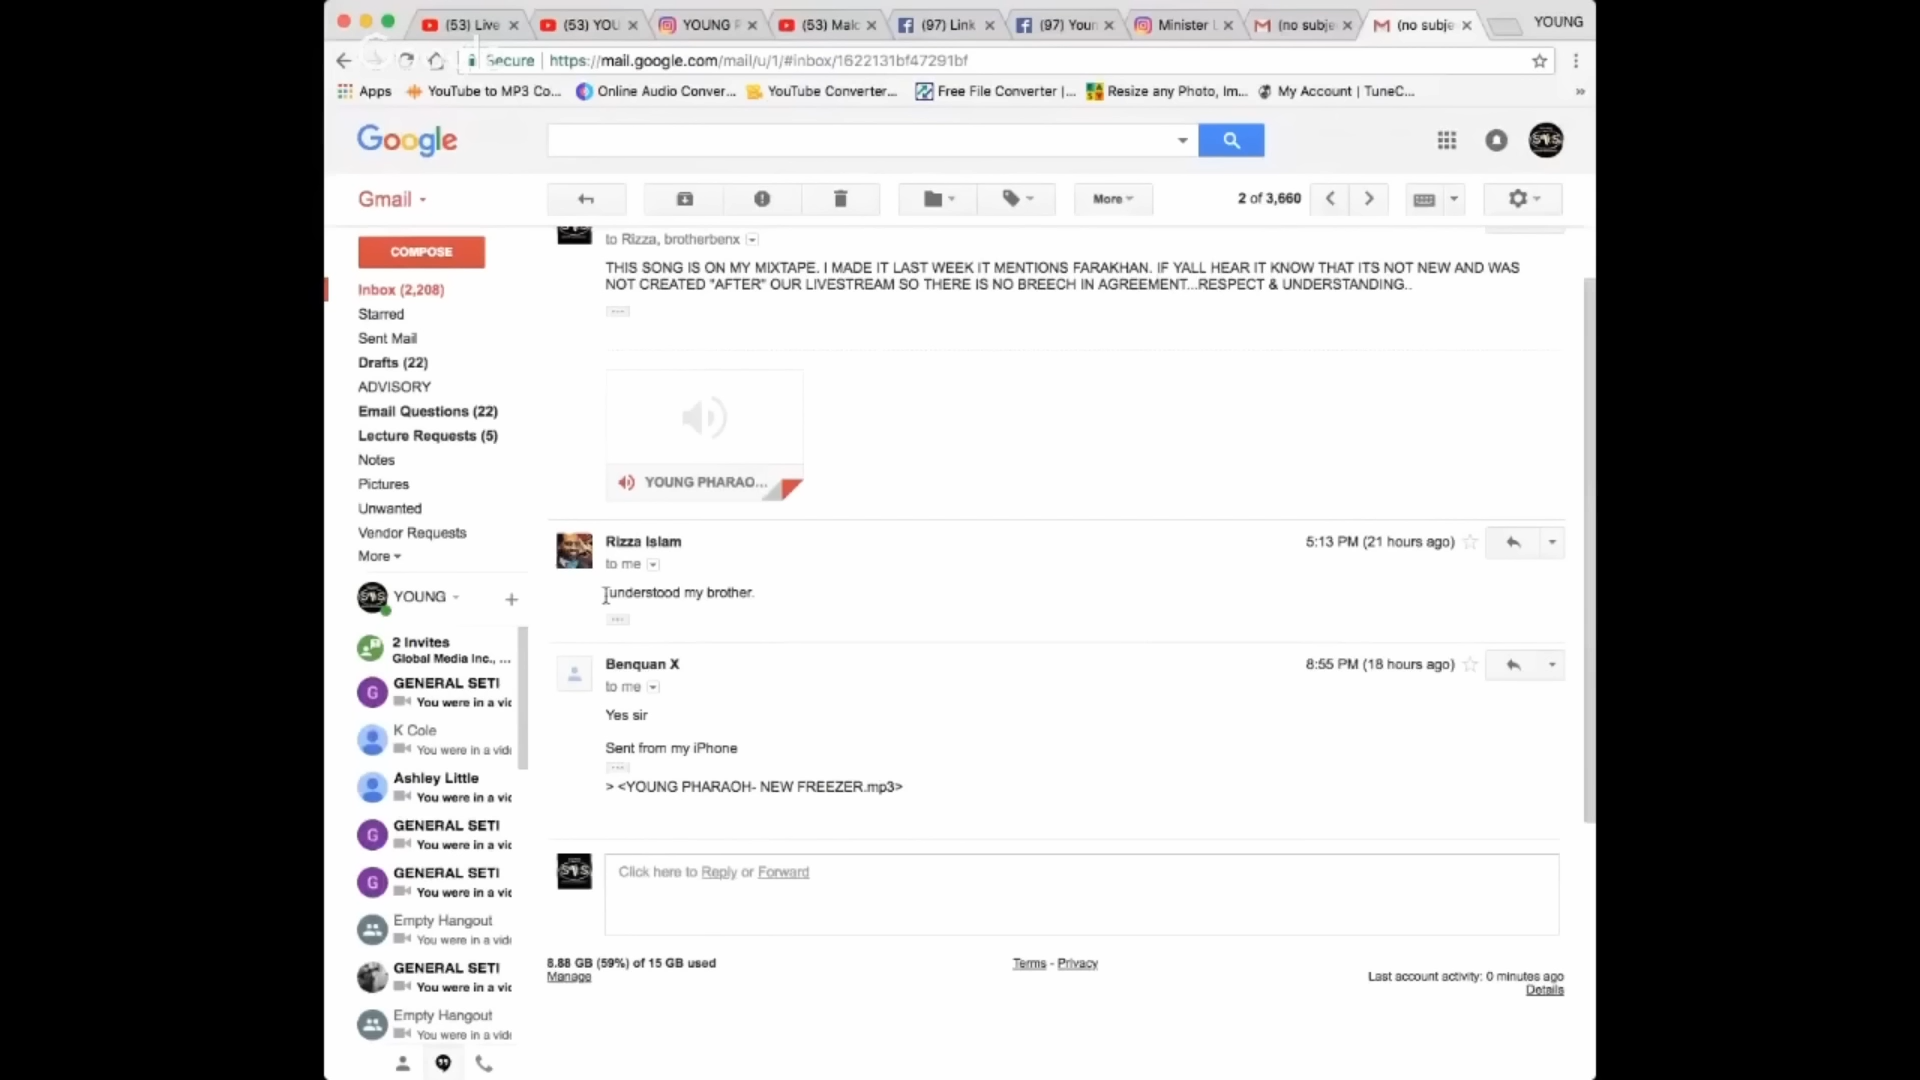 (53) Live
(53) YOU
YOUNG P
(53) Malc
(97) Link
(97) Youn
Minister L
(no subje
(no subje
YOUNG
Secure
https://mail.google.com/mail/u/1/#inbox/1622131bf47291bf
Apps
YouTube to MP3 Co...
Online Audio Conver...
YouTube Converter...
Free File Converter |...
Resize any Photo, Im...
My Account | TuneC...
»
Google
Gmail
More
2 of 3,660
COMPOSE
Inbox (2,208)
Starred
Sent Mail
Drafts (22)
ADVISORY
Email Questions (22)
Lecture Requests (5)
Notes
Pictures
Unwanted
Vendor Requests
More
YOUNG
+
2 Invites
Global Media Inc., ...
GENERAL SETI
You were in a vic
K Cole
You were in a vide
Ashley Little
You were in a vic
GENERAL SETI
You were in a vic
GENERAL SETI
You were in a vic
Empty Hangout
You were in a vide
GENERAL SETI
You were in a vic
Empty Hangout
You were in a vide
to Rizza, brotherbenx
THIS SONG IS ON MY MIXTAPE. I MADE IT LAST WEEK IT MENTIONS FARAKHAN. IF YALL HEAR IT KNOW THAT ITS NOT NEW AND WAS
NOT CREATED "AFTER" OUR LIVESTREAM SO THERE IS NO BREECH IN AGREEMENT...RESPECT & UNDERSTANDING..
YOUNG PHARAO...
Rizza Islam
5:13 PM (21 hours ago)
to me
understood my brother.
Benquan X
8:55 PM (18 hours ago)
to me
Yes sir
Sent from my iPhone
> <YOUNG PHARAOH- NEW FREEZER.mp3>
Click here to Reply or Forward
8.88 GB (59%) of 15 GB used
Manage
Terms - Privacy
Last account activity: 0 minutes ago
Details